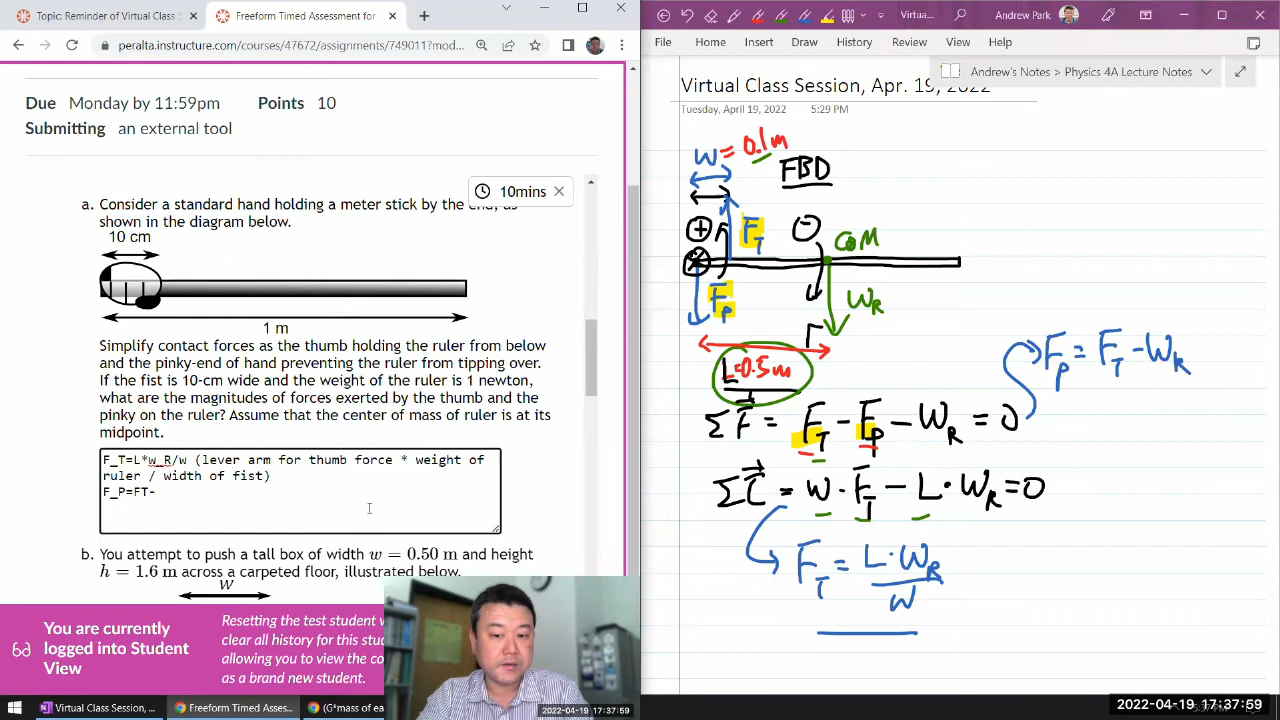 Topic Reminders of Virtual Class
Freeform Timed Assessment for
peralta.instructure.com/courses/47672/assignments/749011?mod...
Due Monday by 11:59pm Points 10
Submitting an external tool
10mins
a. Consider a standard hand holding a meter stick by the end, as
shown in the diagram below.
10 cm
1 m
Simplify contact forces as the thumb holding the ruler from below
and the pinky-end of hand preventing the ruler from tipping over.
If the fist is 10-cm wide and the weight of the ruler is 1 newton,
what are the magnitudes of forces exerted by the thumb and the
pinky on the ruler? Assume that the center of mass of ruler is at its
midpoint.
F_T=L*w_R/w (lever arm for thumb force * weight of
ruler / width of fist)
F_P=FT-
b. You attempt to push a tall box of width w = 0.50 m and height
h = 1.6 m across a carpeted floor, illustrated below.
w
You are currently
logged into Student
View
Resetting the test student w
clear all history for this stud
allowing you to view the co
as a brand new student.
Virtual Class Session, ...
Freeform Timed Asses...
(G*mass of ea
2022-04-19 17:37:59
Virtua...
Andrew Park
File Home Insert Draw History Review View Help
Andrew's Notes > Physics 4A Lecture Notes
Virtual Class Session, Apr. 19, 2022
Tuesday, April 19, 2022 5:29 PM
w = 0.1m
FBD
+
F_T
−
CoM
F_P
W_R
L=0.5m
F_P = F_T - W_R
ΣF = F_T - F_P - W_R = 0
Στ = w · F_T - L · W_R = 0
F_T = L · W_R / w
2022-04-19 17:37:59